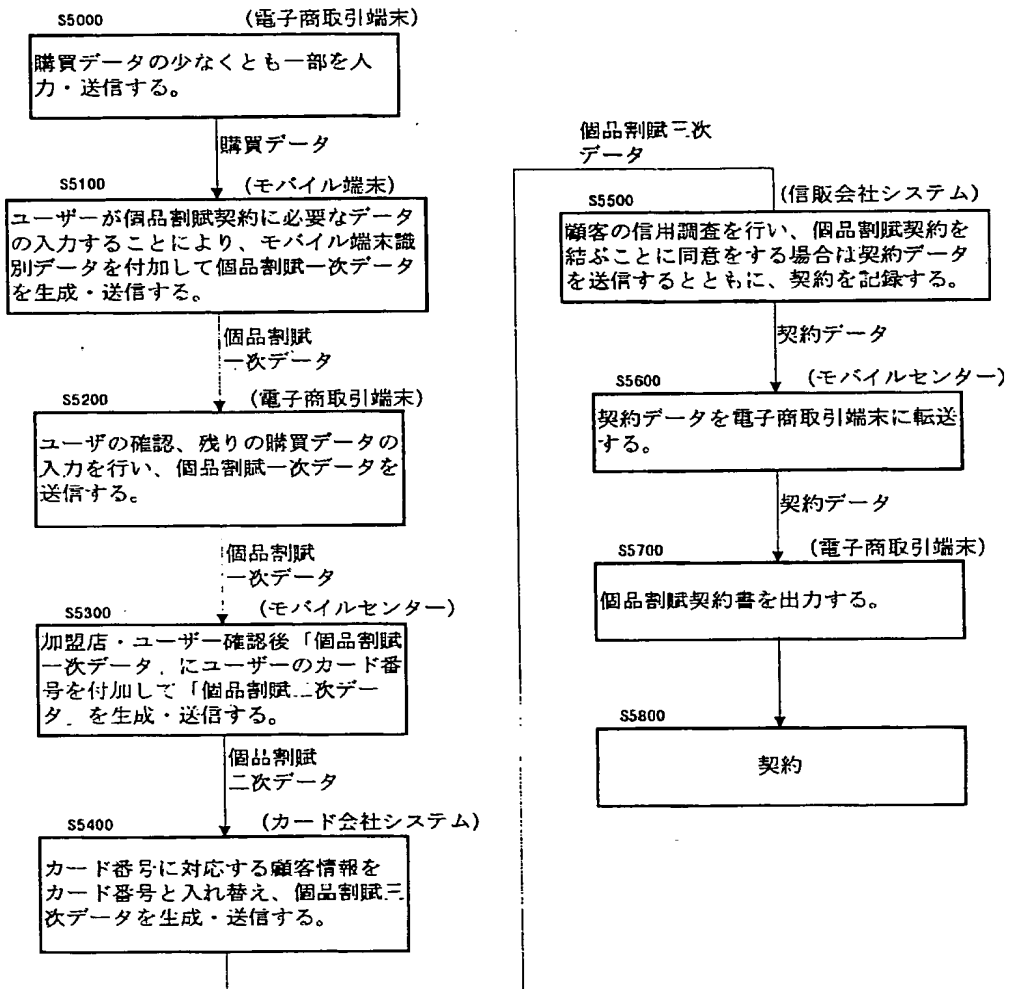 S5000
(電子商取引端末)
購買データの少なくとも一部を入
力・送信する。
購買データ
S5100
(モバイル端末)
ユーザーが個品割賦契約に必要なデータ
の入力することにより、モバイル端末識
別データを付加して個品割賦一次データ
を生成・送信する。
個品割賦
一次データ
S5200
(電子商取引端末)
ユーザの確認、残りの購買データの
入力を行い、個品割賦一次データを
送信する。
個品割賦
一次データ
S5300
(モバイルセンター)
加盟店・ユーザー確認後「個品割賦
一次データ」にユーザーのカード番
号を付加して「個品割賦二次デー
タ」を生成・送信する。
個品割賦
二次データ
S5400
(カード会社システム)
カード番号に対応する顧客情報を
カード番号と入れ替え、個品割賦三
次データを生成・送信する。
個品割賦三次
データ
S5500
(信販会社システム)
顧客の信用調査を行い、個品割賦契約を
結ぶことに同意をする場合は契約データ
を送信するとともに、契約を記録する。
契約データ
S5600
(モバイルセンター)
契約データを電子商取引端末に転送
する。
契約データ
S5700
(電子商取引端末)
個品割賦契約書を出力する。
S5800
契約